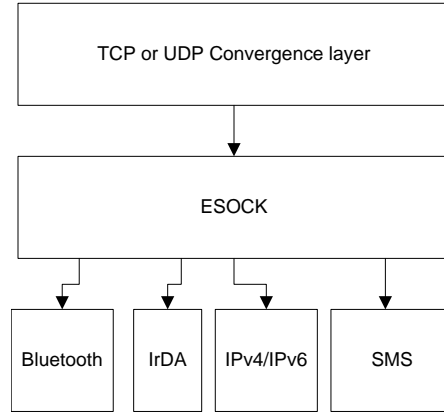 TCP or UDP Convergence layer
ESOCK
Bluetooth
IrDA
IPv4/IPv6
SMS